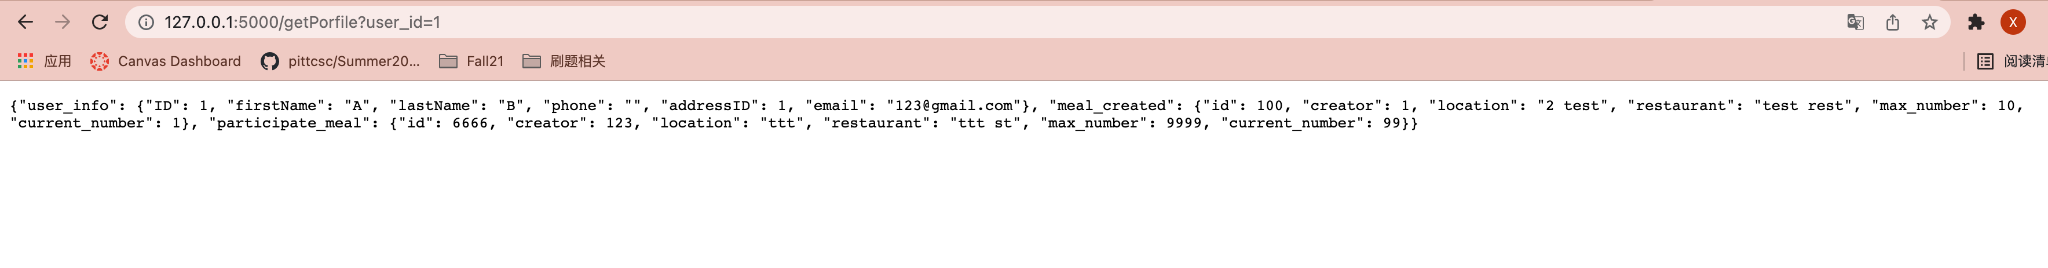 127.0.0.1:5000/getPorfile?user_id=1
X
应用 Canvas Dashboard pittcsc/Summer20... Fall21 刷题相关 阅读清单
{"user_info": {"ID": 1, "firstName": "A", "lastName": "B", "phone": "", "addressID": 1, "email": "123@gmail.com"}, "meal_created": {"id": 100, "creator": 1, "location": "2 test", "restaurant": "test rest", "max_number": 10,
"current_number": 1}, "participate_meal": {"id": 6666, "creator": 123, "location": "ttt", "restaurant": "ttt st", "max_number": 9999, "current_number": 99}}